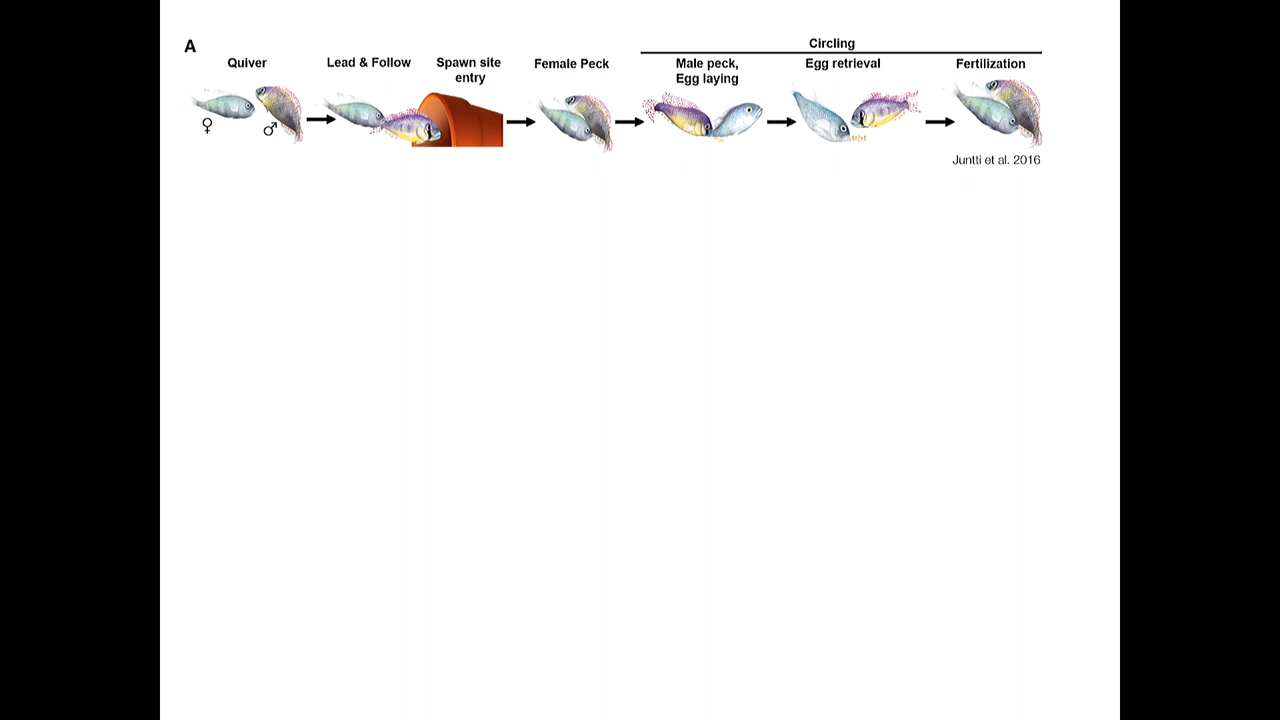 A
Circling
Quiver
Lead & Follow
Spawn site
entry
Female Peck
Male peck,
Egg laying
Egg retrieval
Fertilization
♀
♂
Juntti et al. 2016